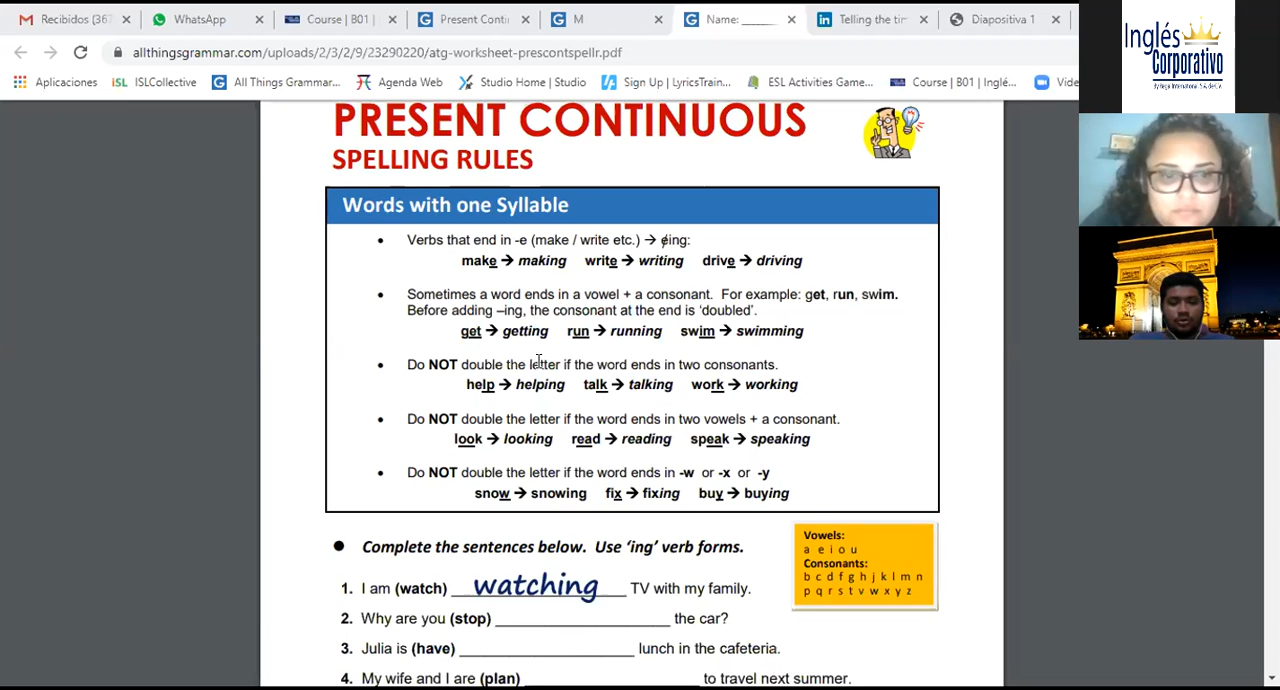 Recibidos (367
WhatsApp
Course | B01 |
Present Conti
M
Name: ______
Telling the tim
Diapositiva 1
allthingsgrammar.com/uploads/2/3/2/9/23290220/atg-worksheet-prescontspellr.pdf
Aplicaciones
iSL ISLCollective
All Things Grammar...
Agenda Web
Studio Home | Studio
Sign Up | LyricsTrain...
ESL Activities Game...
Course | B01 | Inglé...
Inglés
Corporativo
PRESENT CONTINUOUS
SPELLING RULES
Words with one Syllable
• Verbs that end in -e (make / write etc.) → eing:
make → making write → writing drive → driving
• Sometimes a word ends in a vowel + a consonant. For example: get, run, swim.
Before adding –ing, the consonant at the end is ‘doubled’.
get → getting run → running swim → swimming
• Do NOT double the letter if the word ends in two consonants.
help → helping talk → talking work → working
• Do NOT double the letter if the word ends in two vowels + a consonant.
look → looking read → reading speak → speaking
• Do NOT double the letter if the word ends in -w or -x or -y
snow → snowing fix → fixing buy → buying
Vowels:
a e i o u
Consonants:
b c d f g h j k l m n
p q r s t v w x y z
● Complete the sentences below. Use ‘ing’ verb forms.
1. I am (watch) watching TV with my family.
2. Why are you (stop) ____________________ the car?
3. Julia is (have) ____________________ lunch in the cafeteria.
4. My wife and I are (plan) ____________________ to travel next summer.